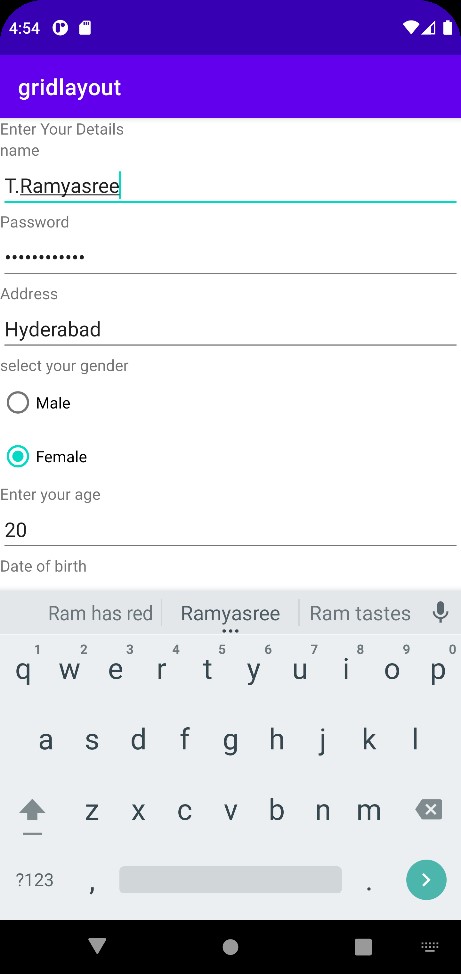 4:54
gridlayout
Enter Your Details
name
T.Ramyasree
Password
••••••••••••
Address
Hyderabad
select your gender
Male
Female
Enter your age
20
Date of birth
Ram has red Ramyasree Ram tastes
1 2 3 4 5 6 7 8 9 0
q w e r t y u i o p
a s d f g h j k l
z x c v b n m
?123 , .